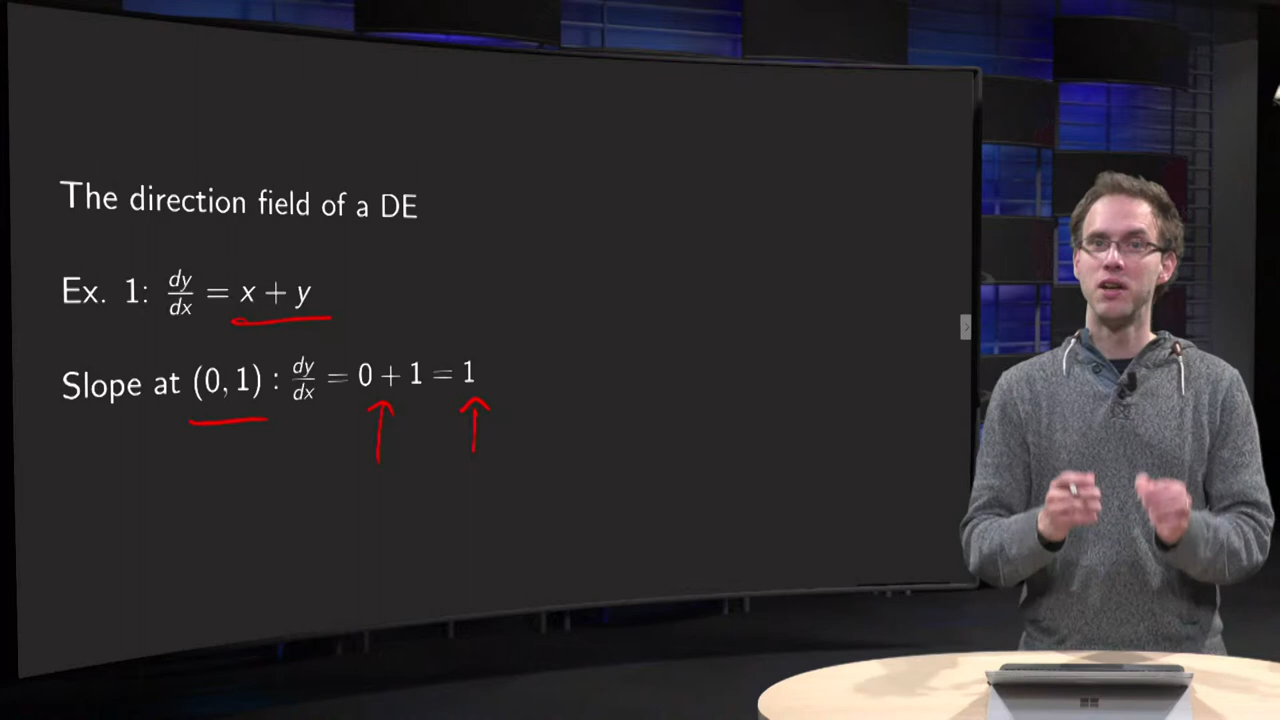 The direction field of a DE
Ex. 1: dy/dx = x + y
Slope at (0, 1) : dy/dx = 0 + 1 = 1